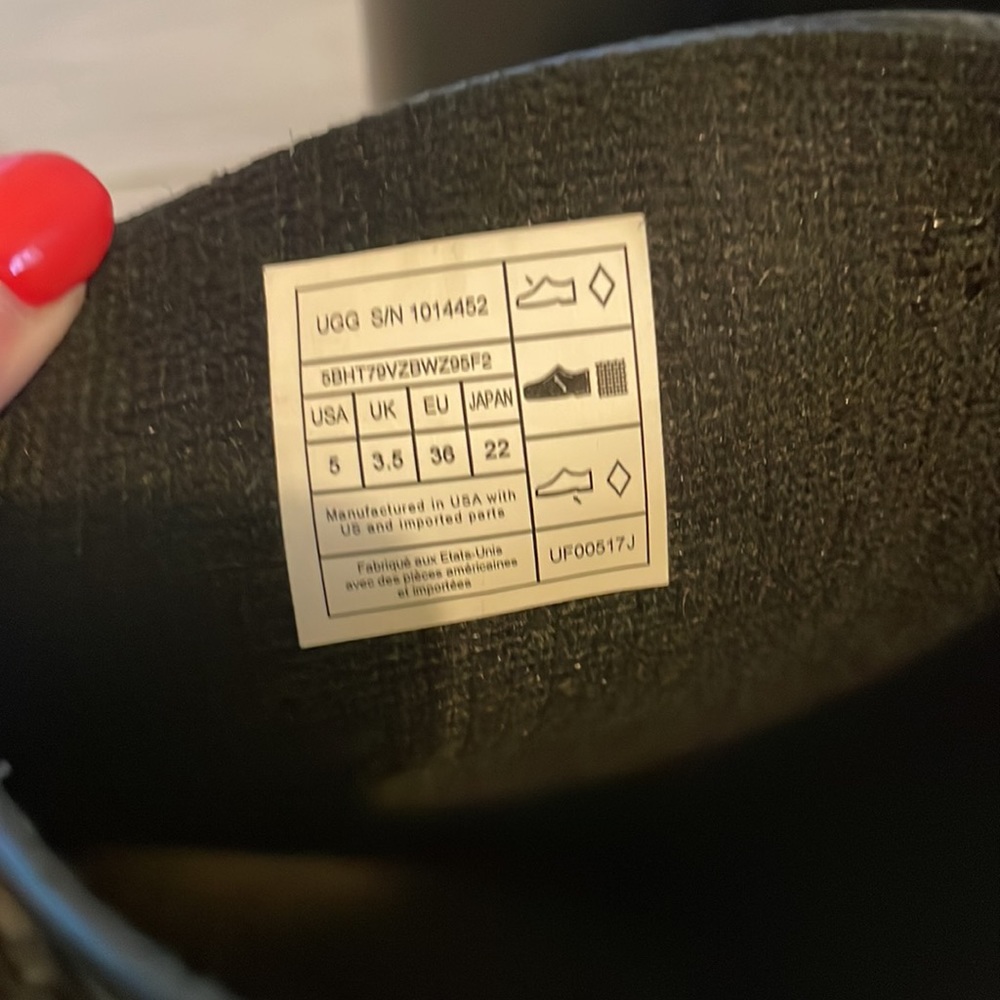 UGG S/N 1014452
5BHT79VZBWZ95F2
USA UK EU JAPAN
5 3.5 36 22
Manufactured in USA with
US and imported parts
Fabriqué aux Etats-Unis
avec des pièces américaines
et importées
UF00517J